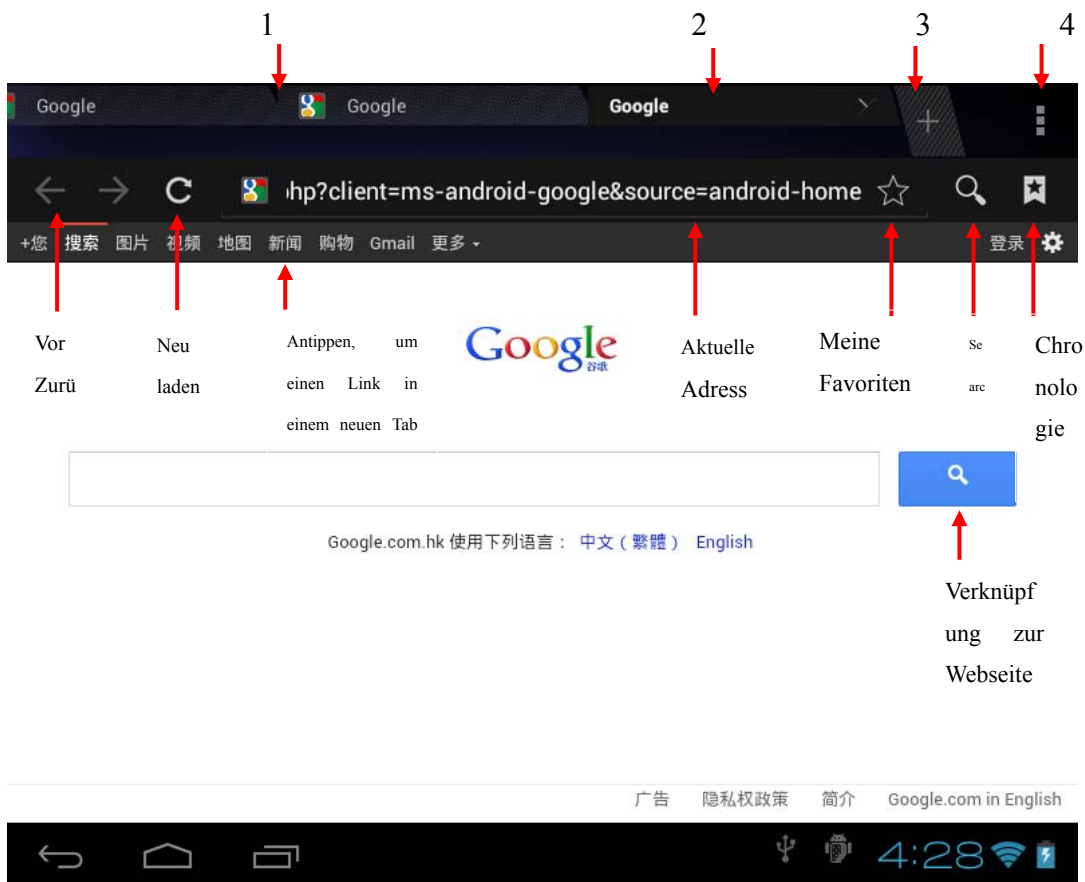 1 2 3 4
Google Google Google
hp?client=ms-android-google&source=android-home
+您 搜索 图片 视频 地图 新闻 购物 Gmail 更多 登录
Vor
Zurü
Neu
laden
Antippen, um
einen Link in
einem neuen Tab
Google
谷歌
Aktuelle
Adress
Meine
Favoriten
Se
arc
Chro
nolo
gie
Google.com.hk 使用下列语言： 中文（繁體） English
Verknüpf
ung zur
Webseite
广告 隐私权政策 简介 Google.com in English
4:28